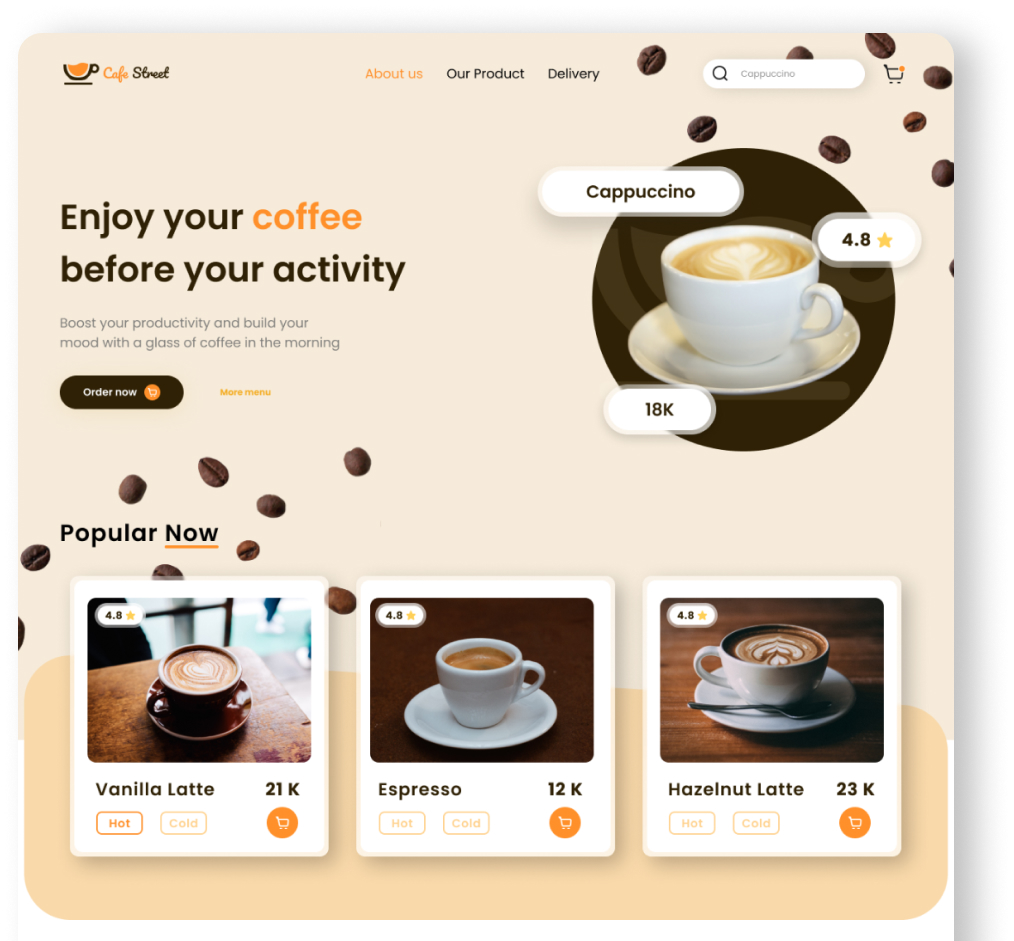 Cafe Street
About us
Our Product
Delivery
Cappuccino
Cappuccino
4.8
18K
Enjoy your coffee
before your activity
Boost your productivity and build your
mood with a glass of coffee in the morning
Order now
More menu
Popular Now
4.8
Vanilla Latte
21 K
Hot
Cold
4.8
Espresso
12 K
Hot
Cold
4.8
Hazelnut Latte
23 K
Hot
Cold